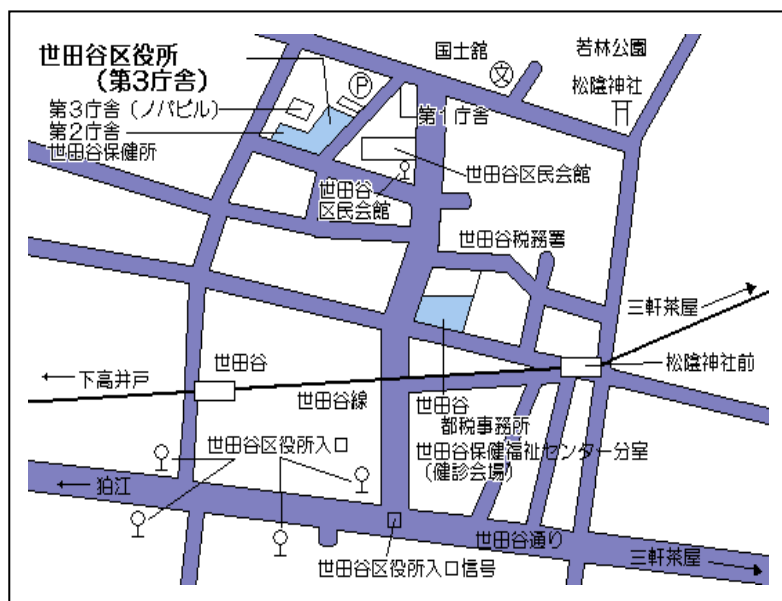 世田谷区役所
(第3庁舎)
国士舘
若林公園
文
松陰神社
P
第3庁舎(ノバビル)
第2庁舎
世田谷保健所
第1庁舎
世田谷区民会館
世田谷
区民会館
世田谷税務署
三軒茶屋
世田谷
下高井戸
松陰神社前
世田谷線
世田谷
都税事務所
世田谷保健福祉センター分室
(健診会場)
世田谷区役所入口
狛江
世田谷通り
三軒茶屋
世田谷区役所入口信号